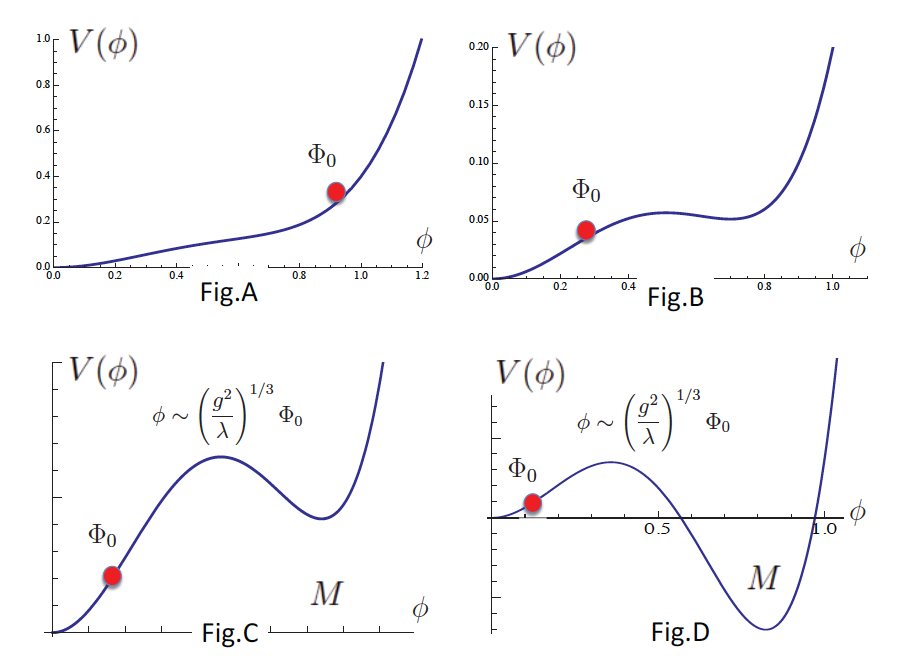 V(ϕ)
1.0
0.8
0.6
0.4
0.2
0.0
Φ₀
ϕ
0.0 0.2 0.4 0.8 1.0 1.2
Fig.A
V(ϕ)
0.20
0.15
0.10
0.05
0.00
Φ₀
ϕ
0.0 0.2 0.4 0.8 1.0
Fig.B
V(ϕ)
ϕ ~ (g²/λ)^1/3 Φ₀
Φ₀
M
ϕ
Fig.C
V(ϕ)
ϕ ~ (g²/λ)^1/3 Φ₀
Φ₀
ϕ
0.5 1.0
M
Fig.D